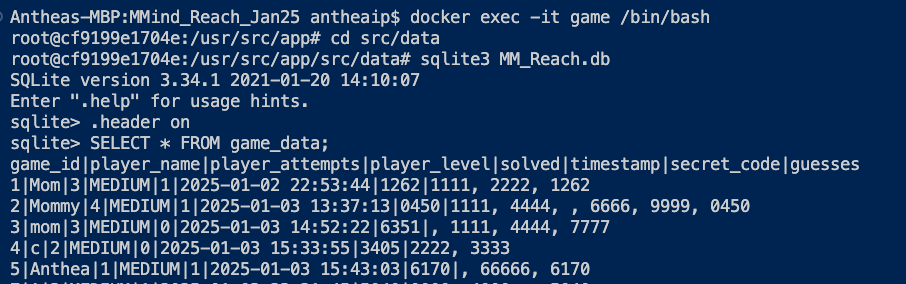 Antheas-MBP:MMind_Reach_Jan25 antheaip$ docker exec -it game /bin/bash
root@cf9199e1704e:/usr/src/app# cd src/data
root@cf9199e1704e:/usr/src/app/src/data# sqlite3 MM_Reach.db
SQLite version 3.34.1 2021-01-20 14:10:07
Enter ".help" for usage hints.
sqlite> .header on
sqlite> SELECT * FROM game_data;
game_id|player_name|player_attempts|player_level|solved|timestamp|secret_code|guesses
1|Mom|3|MEDIUM|1|2025-01-02 22:53:44|1262|1111, 2222, 1262
2|Mommy|4|MEDIUM|1|2025-01-03 13:37:13|0450|1111, 4444, , 6666, 9999, 0450
3|mom|3|MEDIUM|0|2025-01-03 14:52:22|6351|, 1111, 4444, 7777
4|c|2|MEDIUM|0|2025-01-03 15:33:55|3405|2222, 3333
5|Anthea|1|MEDIUM|1|2025-01-03 15:43:03|6170|, 66666, 6170